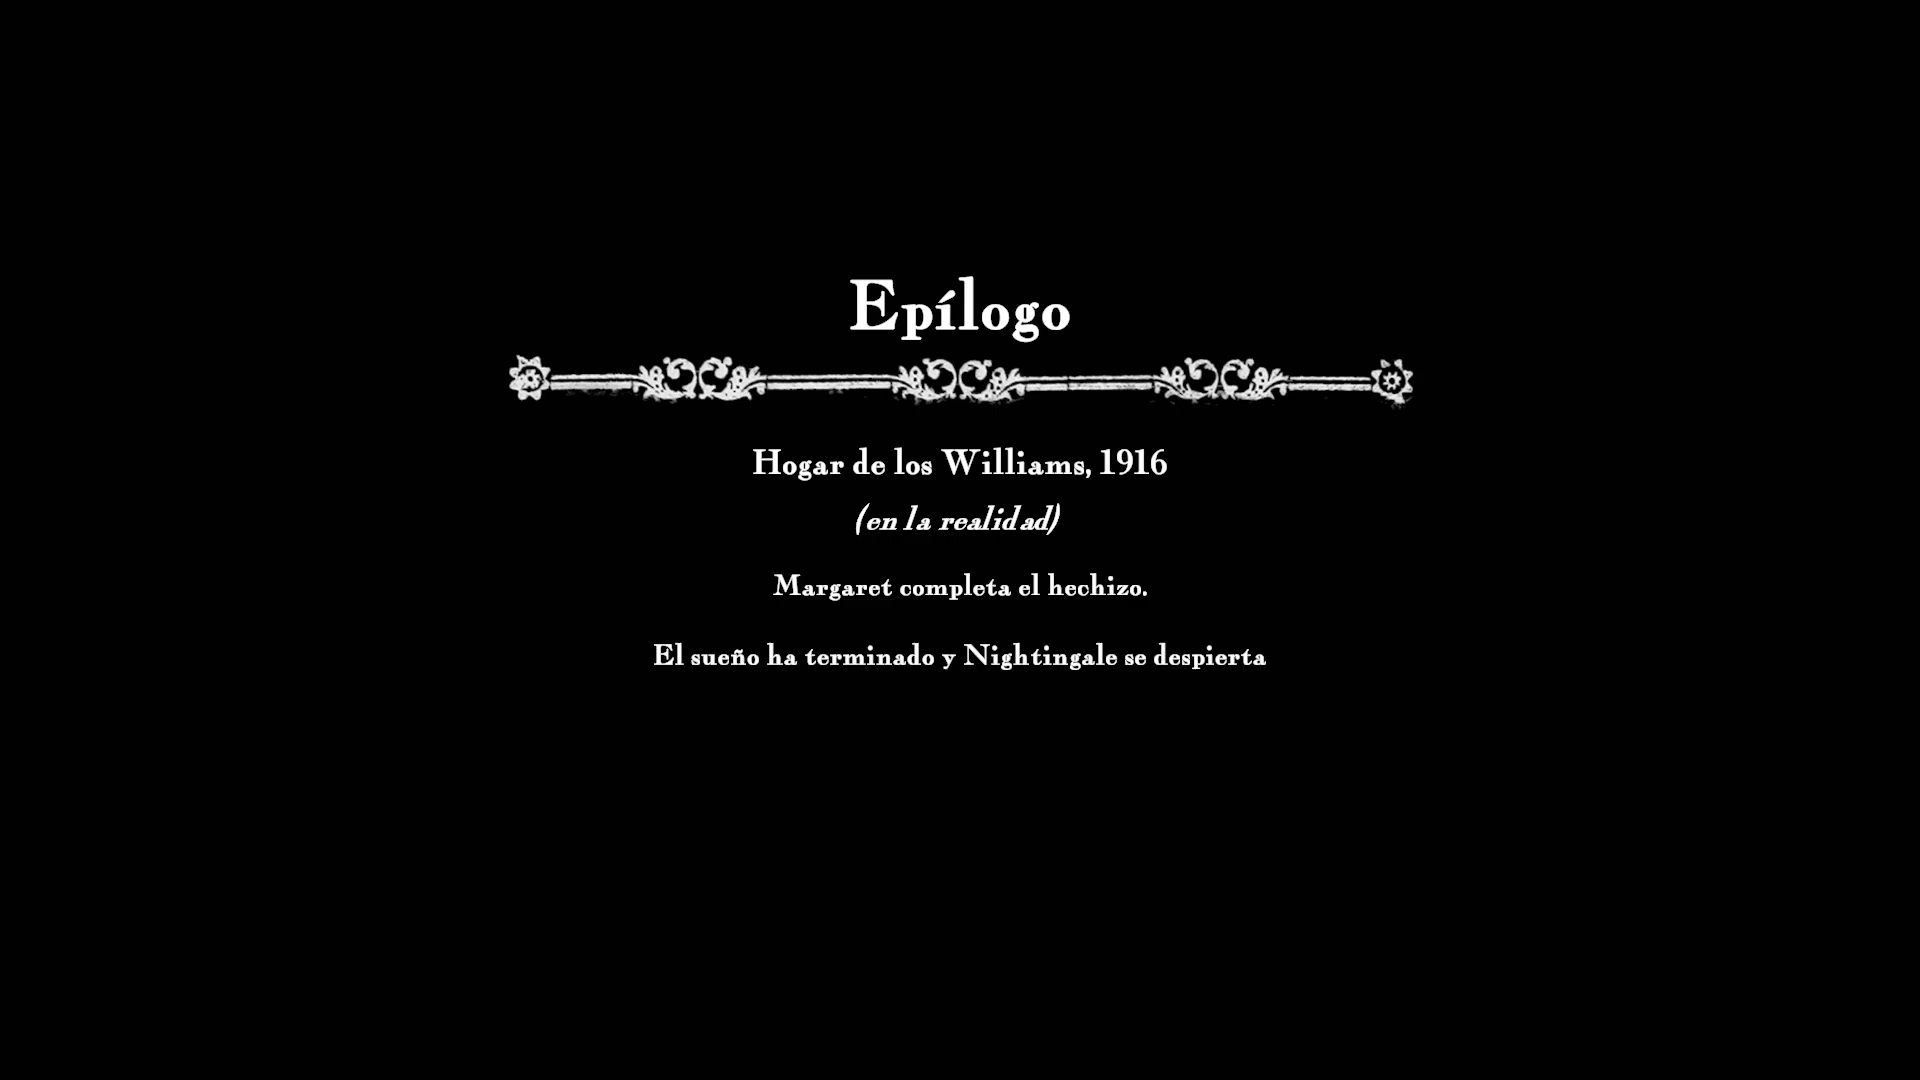 Epílogo
Hogar de los Williams, 1916
(en la realidad)
Margaret completa el hechizo.
El sueño ha terminado y Nightingale se despierta